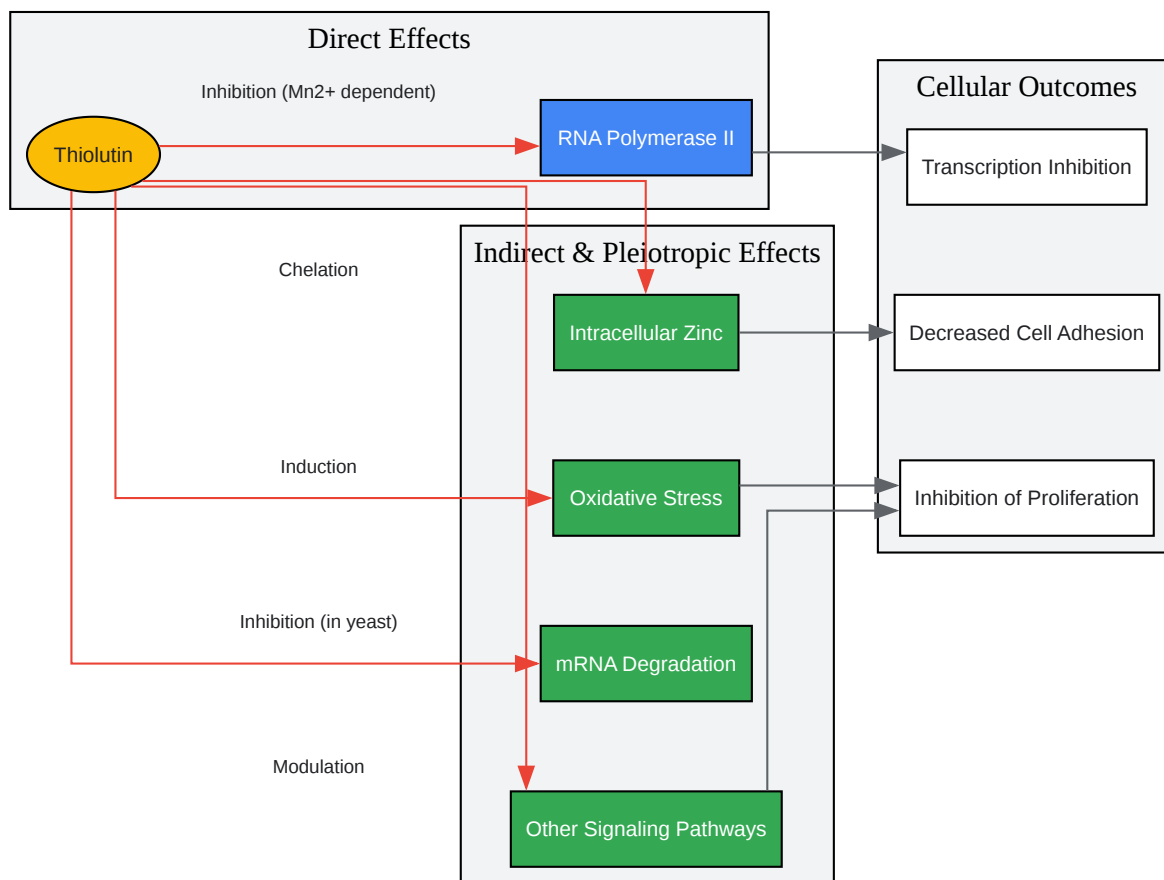 Direct Effects
Inhibition (Mn2+ dependent)
Thiolutin
RNA Polymerase II
Cellular Outcomes
Transcription Inhibition
Indirect & Pleiotropic Effects
Chelation
Intracellular Zinc
Decreased Cell Adhesion
Induction
Oxidative Stress
Inhibition of Proliferation
Inhibition (in yeast)
mRNA Degradation
Modulation
Other Signaling Pathways